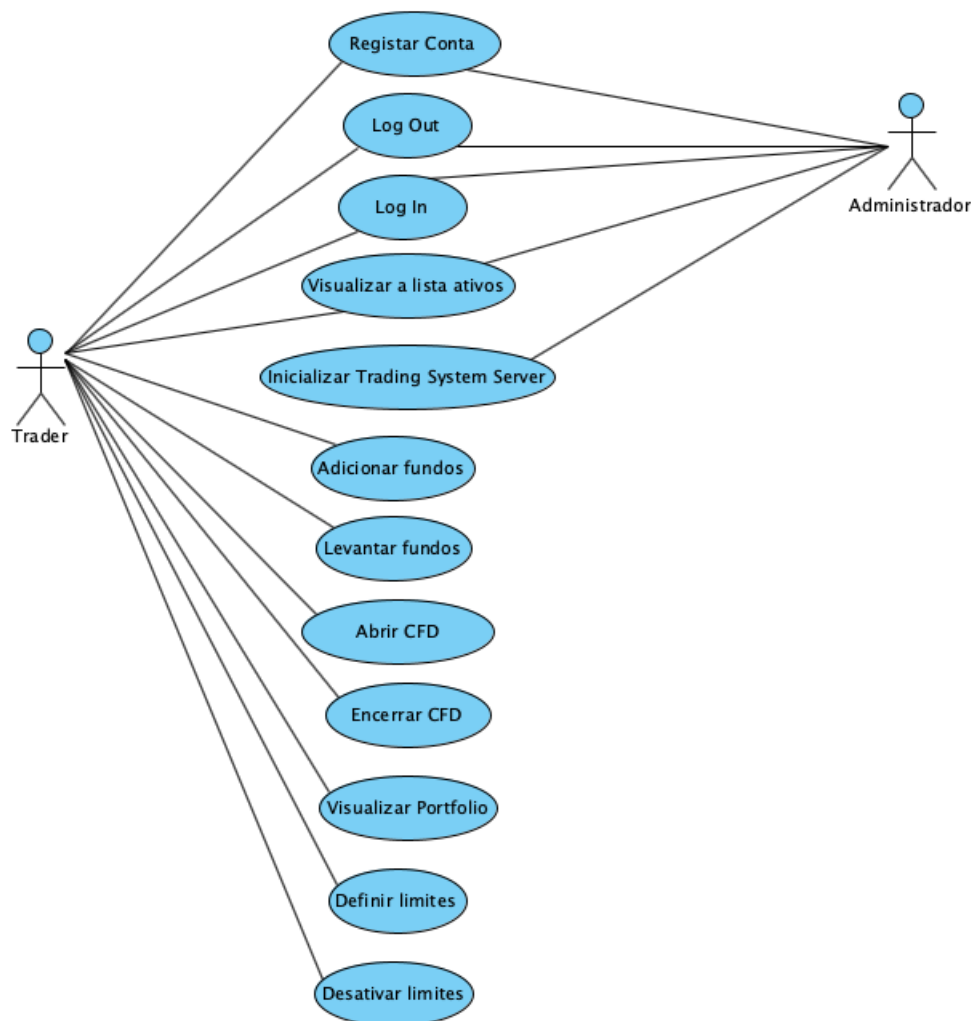 Registar Conta
Log Out
Log In
Administrador
Visualizar a lista ativos
Inicializar Trading System Server
Trader
Adicionar fundos
Levantar fundos
Abrir CFD
Encerrar CFD
Visualizar Portfolio
Definir limites
Desativar limites